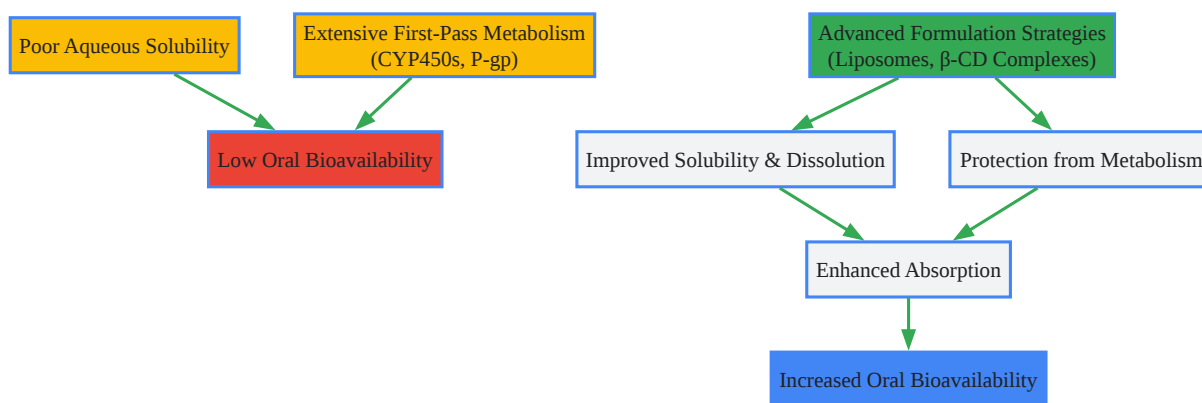 Poor Aqueous Solubility
Extensive First-Pass Metabolism
(CYP450s, P-gp)
Low Oral Bioavailability
Advanced Formulation Strategies
(Liposomes, β-CD Complexes)
Improved Solubility & Dissolution
Protection from Metabolism
Enhanced Absorption
Increased Oral Bioavailability